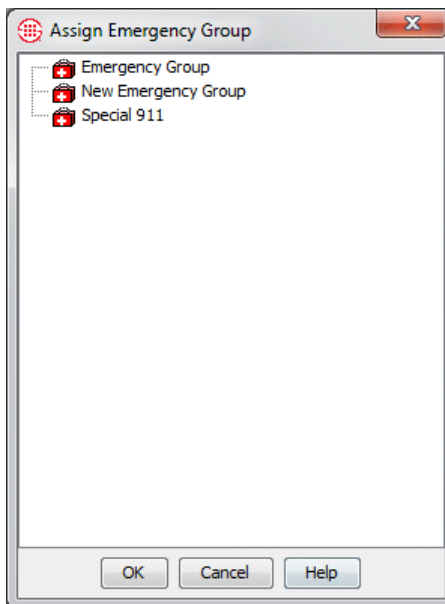 Assign Emergency Group
Emergency Group
New Emergency Group
Special 911
OK Cancel Help